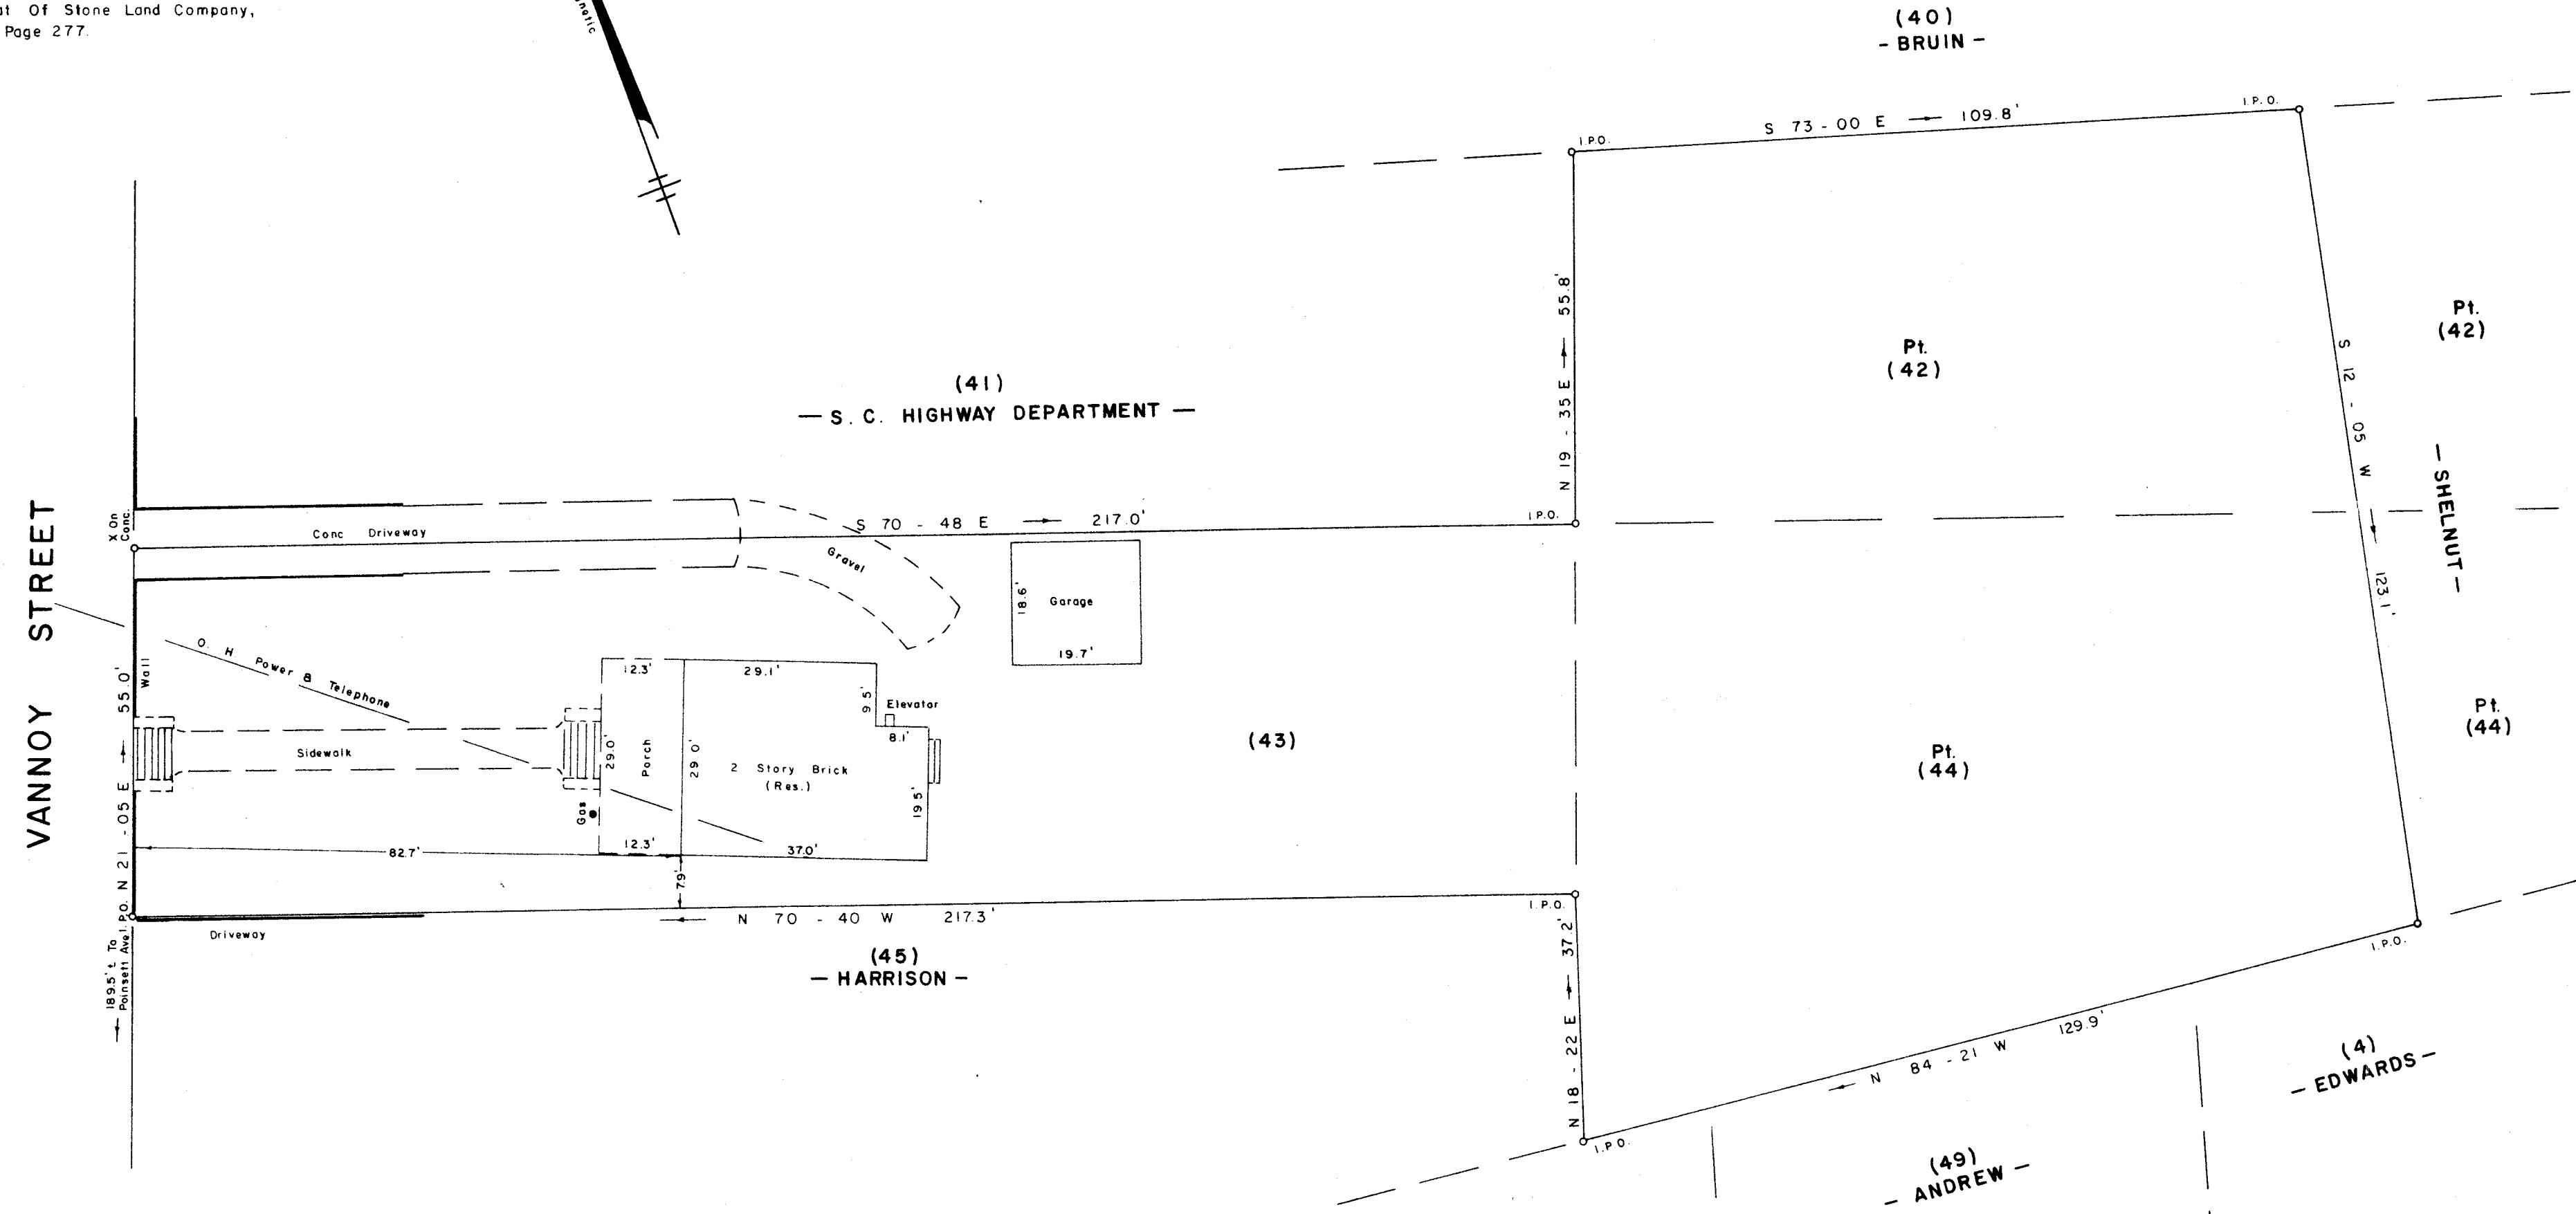 Of Stone Land Company,
Page 277.
(40)
- BRUIN -
I.P.O.
S 73 - 00 E 109.8'
I.P.O.
N 19 - 35 E 55.8'
Pt.
(42)
Pt.
(42)
S 12 - 05 W 123.1'
- SHELNUT -
(41)
- S. C. HIGHWAY DEPARTMENT -
VANNOY STREET
X On
Conc.
Conc Driveway
S 70 - 48 E 217.0'
I.P.O.
Gravel
18.6'
Garage
19.7'
O. H Power & Telephone
Wall
N 21 - 05 E 55.0'
12.3'
29.1'
9.5'
Elevator
8.1'
Sidewalk
29.0'
Porch
29.0'
2 Story Brick
(Res.)
19.5'
Gas
12.3'
37.0'
82.7'
7.9'
(43)
Pt.
(44)
Pt.
(44)
I.P.O.
N 70 - 40 W 217.3'
I.P.O.
Driveway
189.5' ± To
Poinsett Ave.
(45)
- HARRISON -
N 18 - 22 E 37.2'
I.P.O.
N 84 - 21 W 129.9'
I.P.O.
(4)
- EDWARDS -
(49)
- ANDREW -